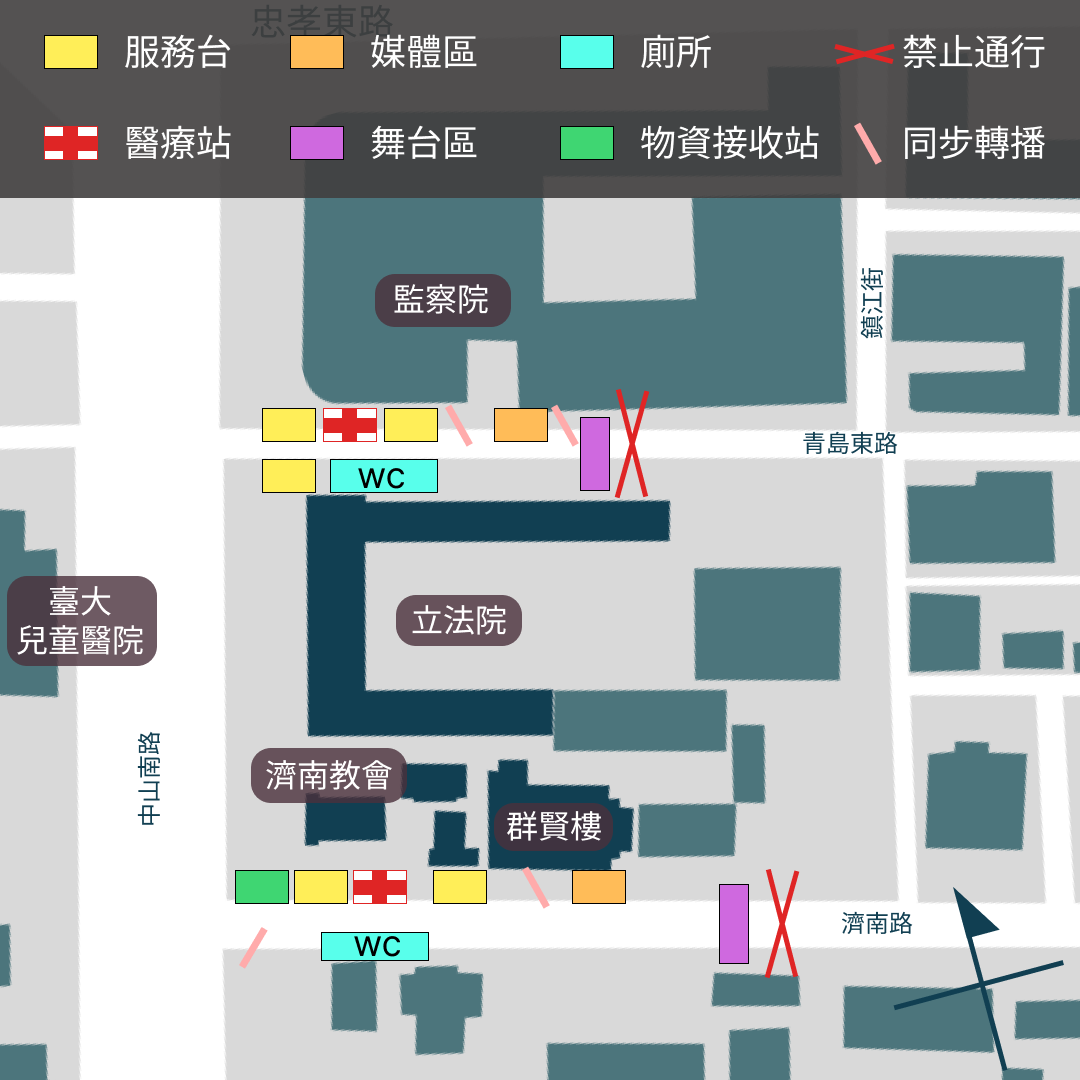 忠孝東路
服務台
媒體區
廁所
禁止通行
醫療站
舞台區
物資接收站
同步轉播
監察院
鎮江街
青島東路
WC
臺大
兒童醫院
立法院
中山南路
濟南教會
群賢樓
濟南路
WC